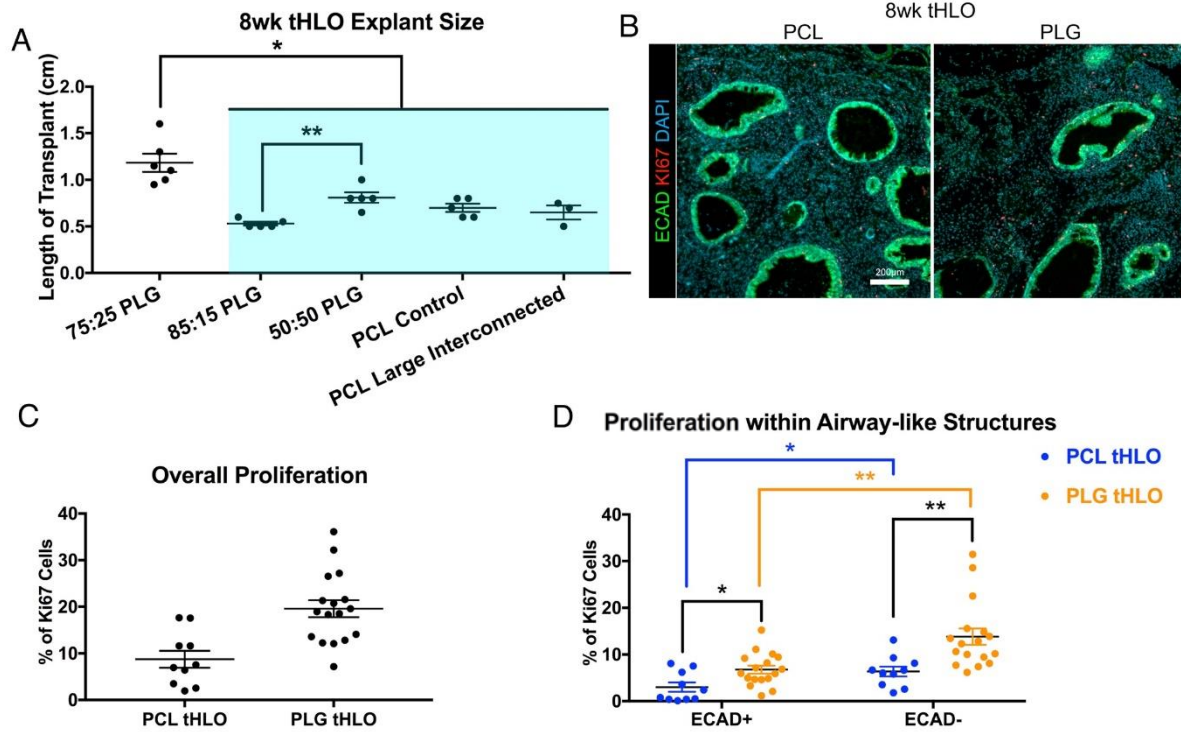 A
8wk tHLO Explant Size
*
**
Length of Transplant (cm)
2.0
1.5
1.0
0.5
0.0
75:25 PLG
85:15 PLG
50:50 PLG
PCL Control
PCL Large Interconnected
B
8wk tHLO
PCL
PLG
ECAD KI67 DAPI
200μm
C
Overall Proliferation
% of Ki67 Cells
40
30
20
10
0
PCL tHLO
PLG tHLO
D
Proliferation within Airway-like Structures
*
PCL tHLO
**
PLG tHLO
**
*
% of Ki67 Cells
40
30
20
10
0
ECAD+
ECAD-